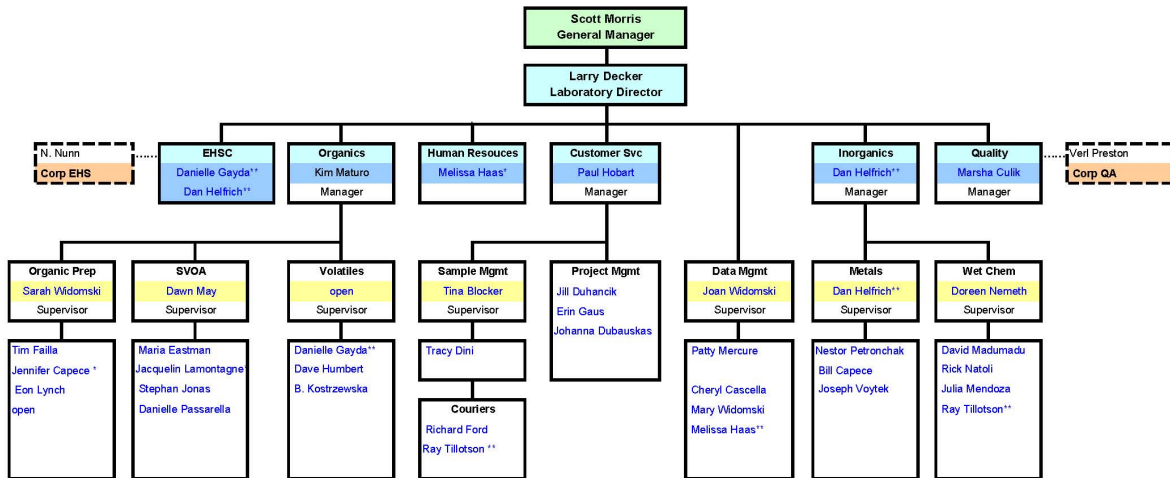 Scott Morris
General Manager
Larry Decker
Laboratory Director
N. Nunn
Corp EHS
EHSC
Danielle Gayda**
Dan Helfrich**
Organics
Kim Maturo
Manager
Human Resouces
Melissa Haas*
Customer Svc
Paul Hobart
Manager
Inorganics
Dan Helfrich**
Manager
Quality
Marsha Culik
Manager
Verl Preston
Corp QA
Organic Prep
Sarah Widomski
Supervisor
Tim Failla
Jennifer Capece *
Eon Lynch
open
SVOA
Dawn May
Supervisor
Maria Eastman
Jacquelin Lamontagne*
Stephan Jonas
Danielle Passarella
Volatiles
open
Supervisor
Danielle Gayda**
Dave Humbert
B. Kostrzewska
Sample Mgmt
Tina Blocker
Supervisor
Tracy Dini
Couriers
Richard Ford
Ray Tillotson **
Project Mgmt
Jill Duhancik
Erin Gaus
Johanna Dubauskas
Data Mgmt
Joan Widomski
Supervisor
Patty Mercure
Cheryl Cascella
Mary Widomski
Melissa Haas**
Metals
Dan Helfrich**
Supervisor
Nestor Petronchak
Bill Capece
Joseph Voytek
Wet Chem
Doreen Nemeth
Supervisor
David Madumadu
Rick Natoli
Julia Mendoza
Ray Tillotson**